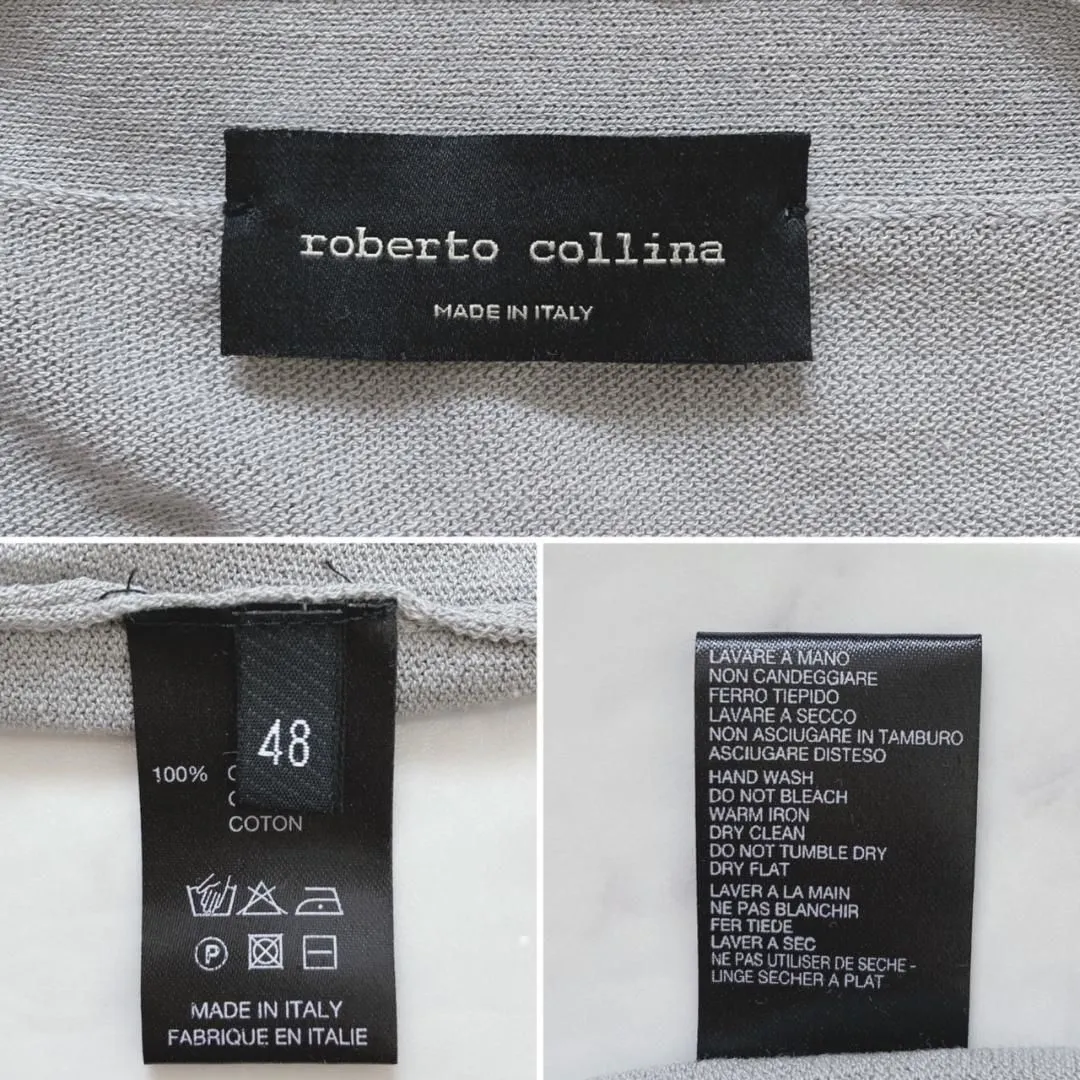 roberto collina
MADE IN ITALY
48
100%
COTON
P
MADE IN ITALY
FABRIQUE EN ITALIE
LAVARE A MANO
NON CANDEGGIARE
FERRO TIEPIDO
LAVARE A SECCO
NON ASCIUGARE IN TAMBURO
ASCIUGARE DISTESO
HAND WASH
DO NOT BLEACH
WARM IRON
DRY CLEAN
DO NOT TUMBLE DRY
DRY FLAT
LAVER A LA MAIN
NE PAS BLANCHIR
FER TIEDE
LAVER A SEC
NE PAS UTILISER DE SECHE-
LINGE SECHER A PLAT